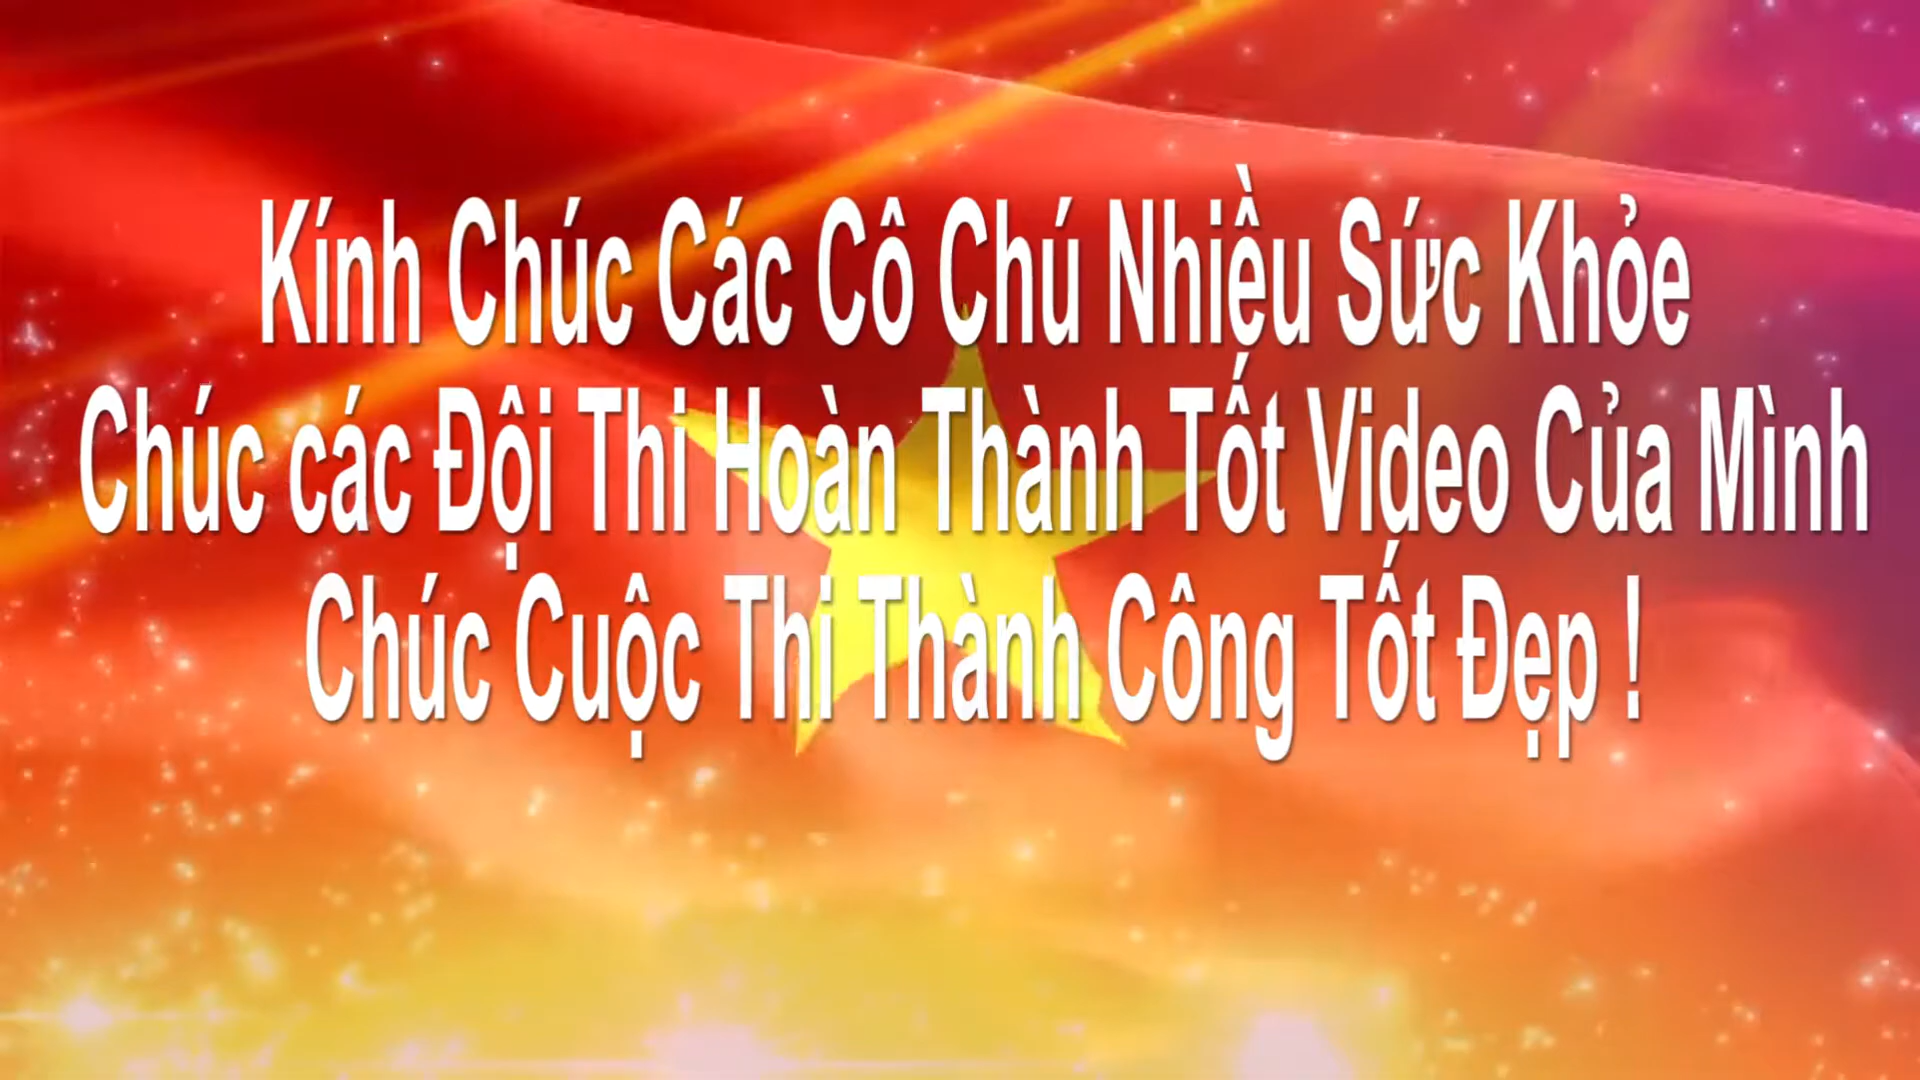 Kính Chúc Các Cô Chú Nhiều Sức Khỏe
Chúc các Đội Thi Hoàn Thành Tốt Video Của Mình
Chúc Cuộc Thi Thành Công Tốt Đẹp !